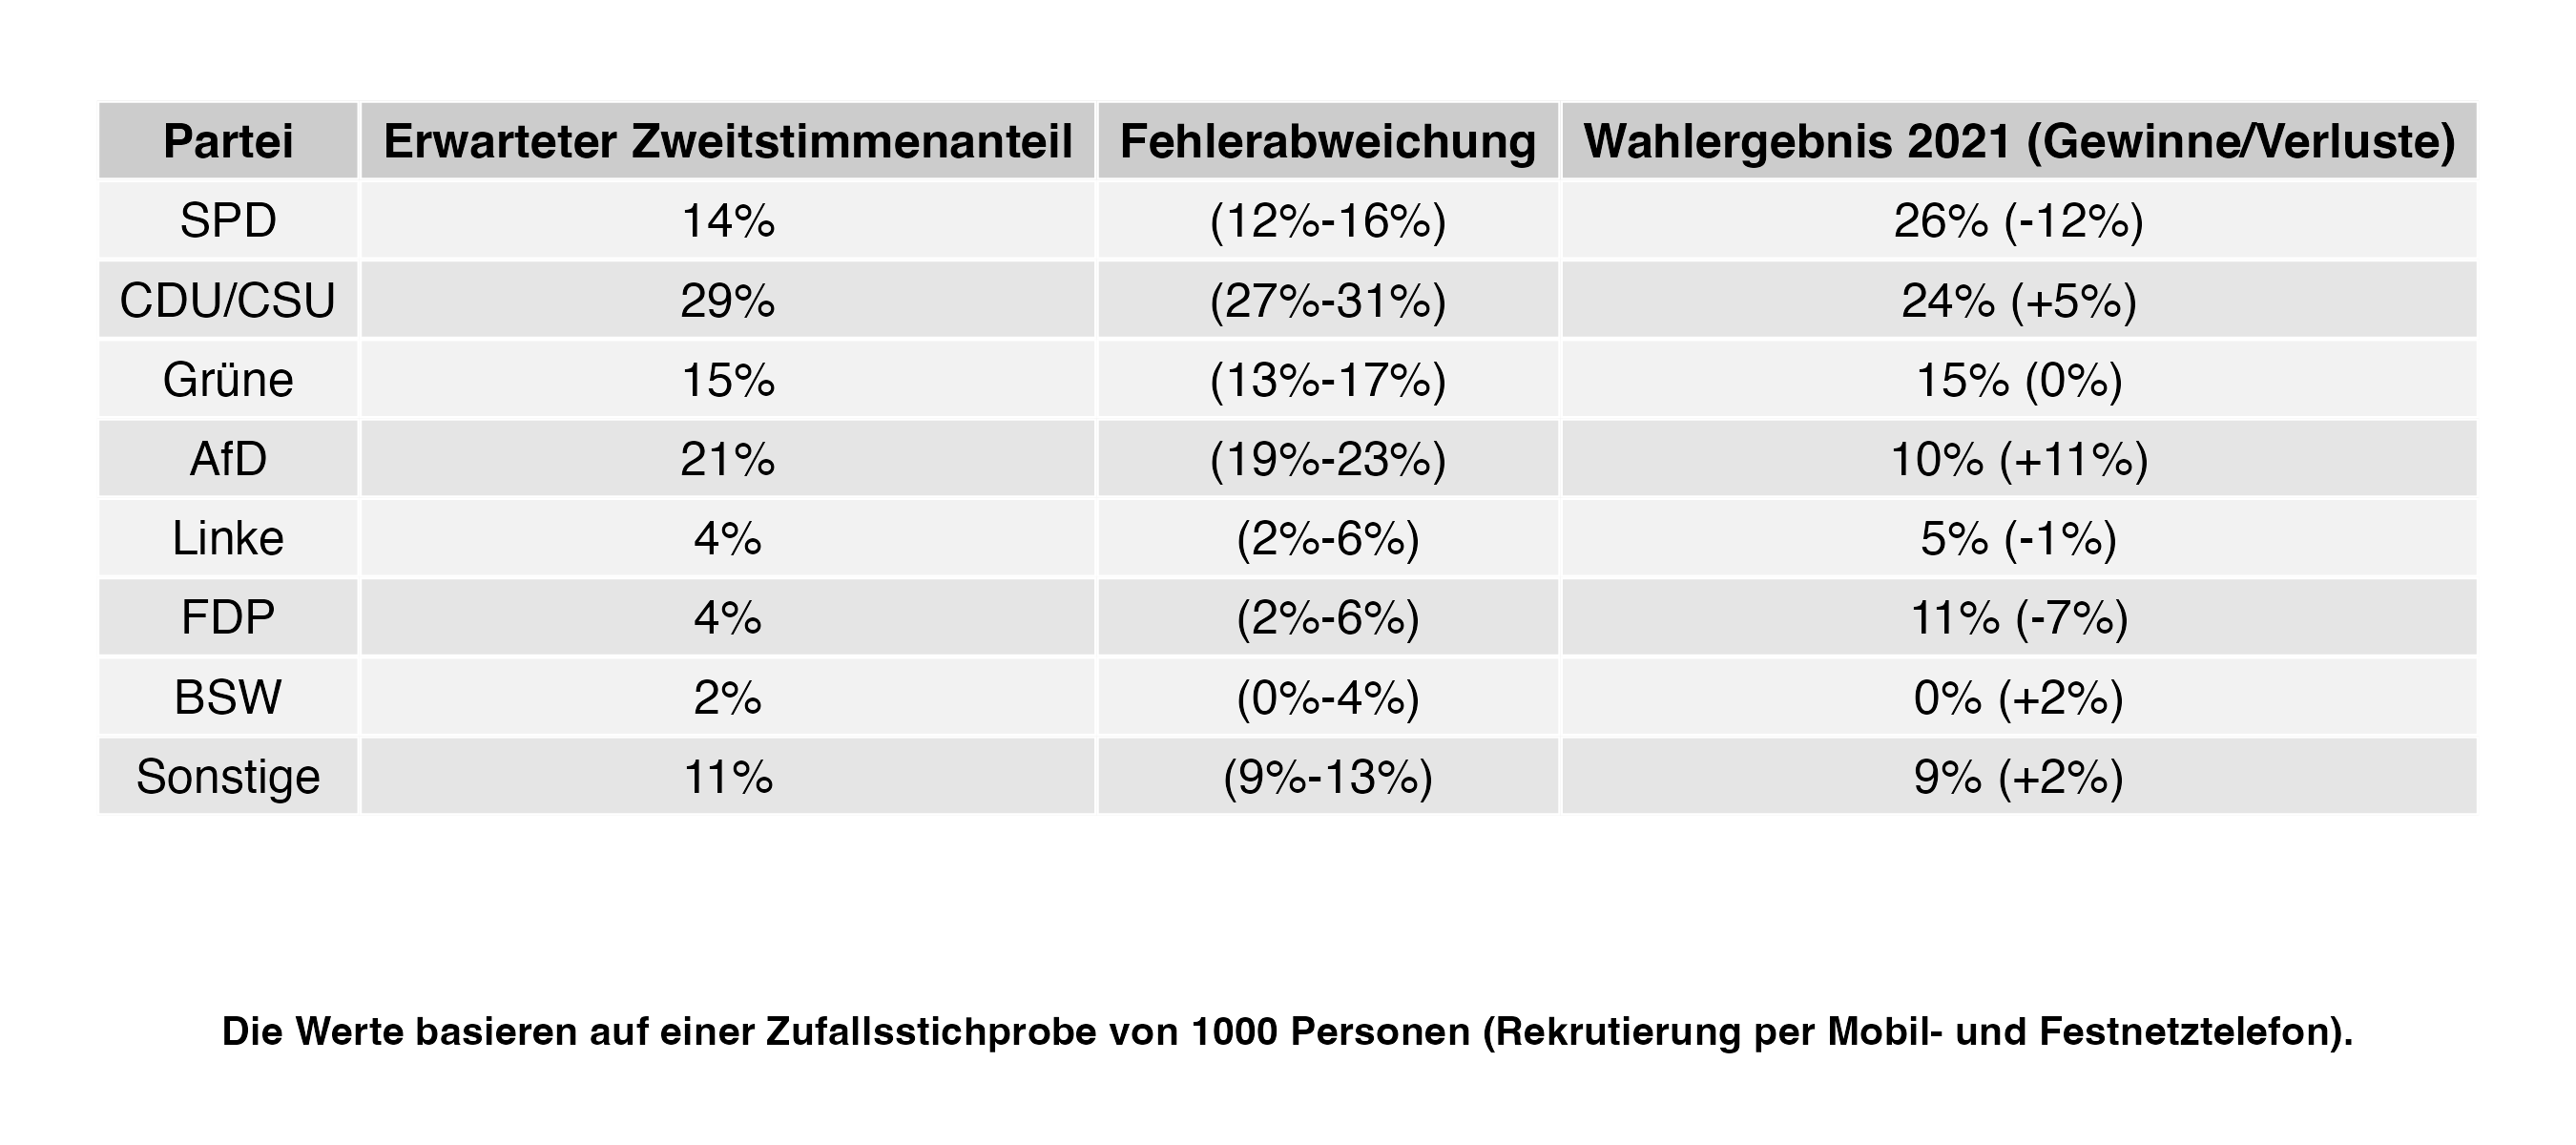 Partei Erwarteter Zweitstimmenanteil Fehlerabweichung Wahlergebnis 2021 (Gewinne/Verluste)
SPD 14% (12%-16%) 26% (-12%)
CDU/CSU 29% (27%-31%) 24% (+5%)
Grüne 15% (13%-17%) 15% (0%)
AfD 21% (19%-23%) 10% (+11%)
Linke 4% (2%-6%) 5% (-1%)
FDP 4% (2%-6%) 11% (-7%)
BSW 2% (0%-4%) 0% (+2%)
Sonstige 11% (9%-13%) 9% (+2%)
Die Werte basieren auf einer Zufallsstichprobe von 1000 Personen (Rekrutierung per Mobil- und Festnetztelefon).